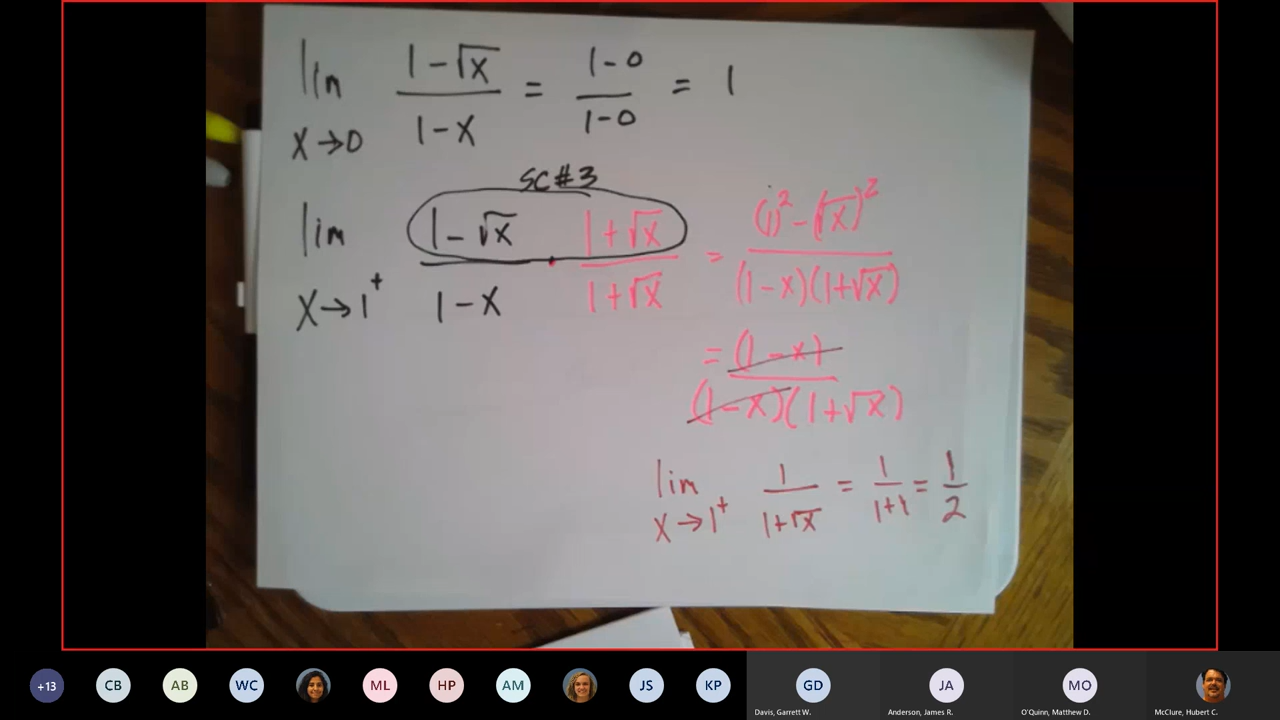 lim x→0 (1-√x)/(1-x) = (1-0)/(1-0) = 1
SC#3
lim x→1⁺ (1-√x)/(1-x) · (1+√x)/(1+√x) = ((1)²-(√x)²)/((1-x)(1+√x))
= (1-x)/((1-x)(1+√x))
lim x→1⁺ 1/(1+√x) = 1/(1+1) = 1/2
+13 CB AB WC ML HP AM JS KP GD JA MO
Davis, Garrett W. Anderson, James R. O'Quinn, Matthew D. McClure, Hubert C.